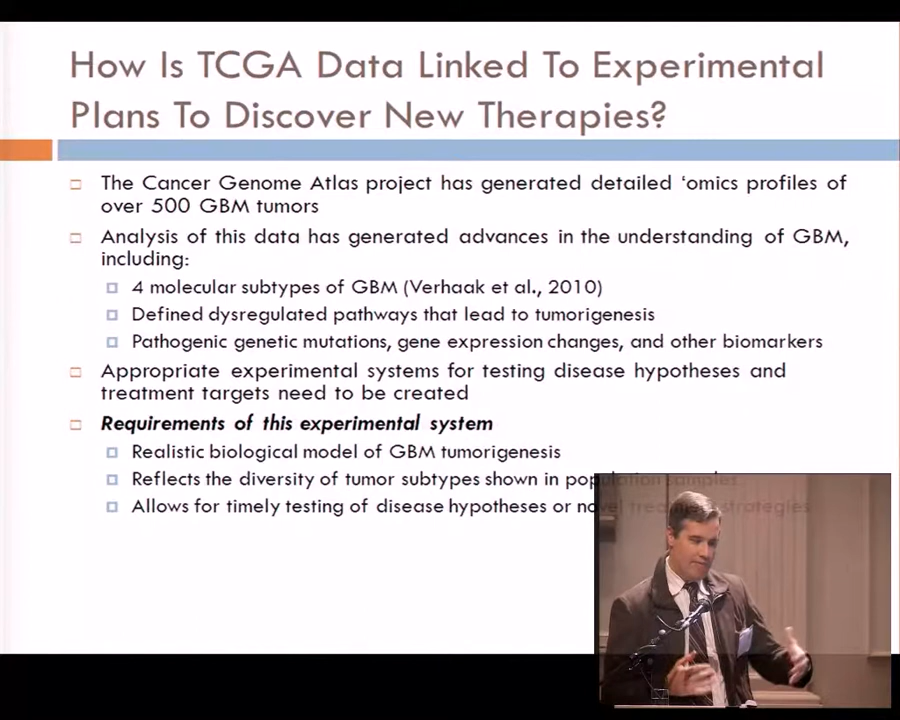 How Is TCGA Data Linked To Experimental
Plans To Discover New Therapies?
The Cancer Genome Atlas project has generated detailed ‘omics profiles of
over 500 GBM tumors
Analysis of this data has generated advances in the understanding of GBM,
including:
4 molecular subtypes of GBM (Verhaak et al., 2010)
Defined dysregulated pathways that lead to tumorigenesis
Pathogenic genetic mutations, gene expression changes, and other biomarkers
Appropriate experimental systems for testing disease hypotheses and
treatment targets need to be created
Requirements of this experimental system
Realistic biological model of GBM tumorigenesis
Reflects the diversity of tumor subtypes shown in population samples
Allows for timely testing of disease hypotheses or novel treatment strategies